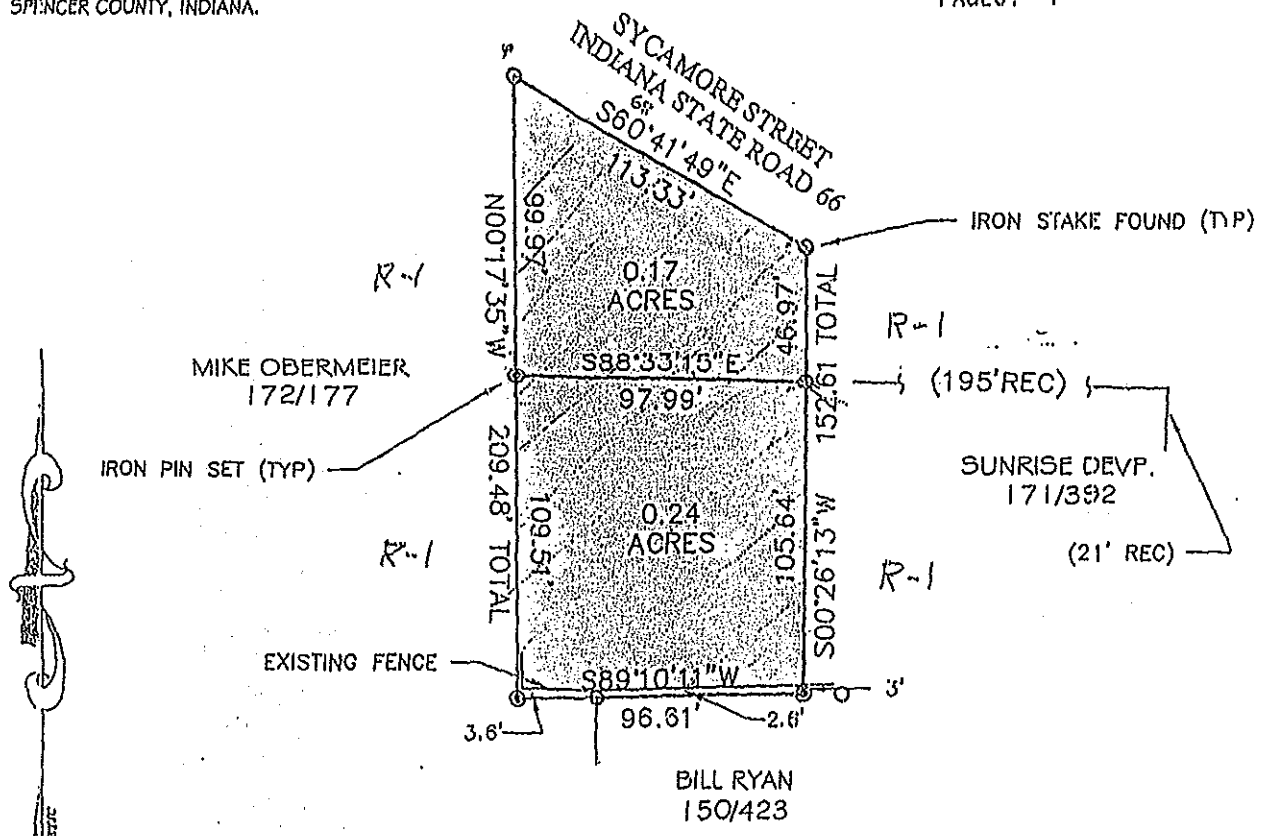 SPENCER COUNTY, INDIANA.
SYCAMORE STREET
INDIANA STATE ROAD 66
S60°41'49"E
113.33'
IRON STAKE FOUND (TYP)
N00°17'35"W
99.97'
0.17
ACRES
46.97'
152.61 TOTAL
R-1
R-1
MIKE OBERMEIER
172/177
S88°33'15"E
97.99'
(195'REC)
IRON PIN SET (TYP)
209.48' TOTAL
109.51'
0.24
ACRES
105.64'
S00°26'13"W
SUNRISE DEVP.
171/392
(21' REC)
R-1
R-1
EXISTING FENCE
S89°10'11"W
96.61'
3.6'
2.6'
3'
BILL RYAN
150/423